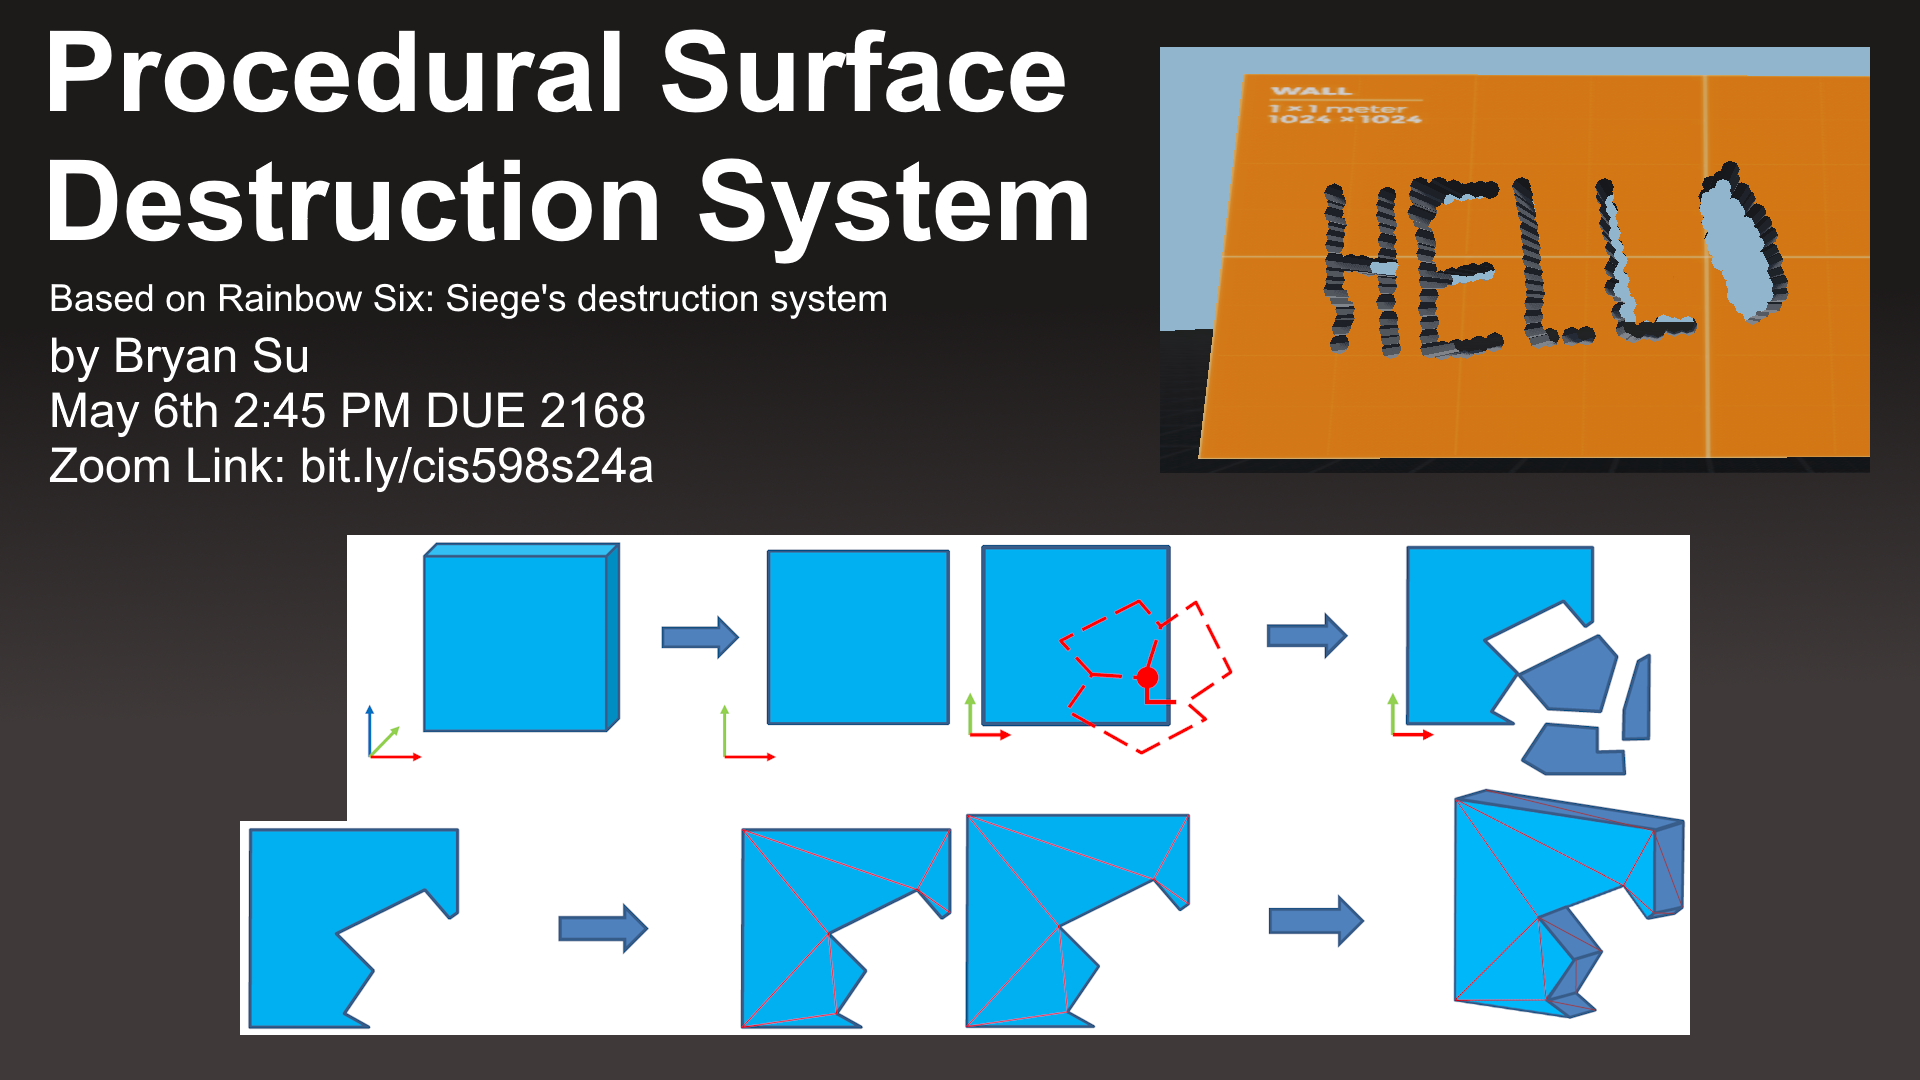 Procedural Surface
Destruction System
Based on Rainbow Six: Siege's destruction system
by Bryan Su
May 6th 2:45 PM DUE 2168
Zoom Link: bit.ly/cis598s24a
WALL
1 × 1 meter
1024 × 1024
HELLO